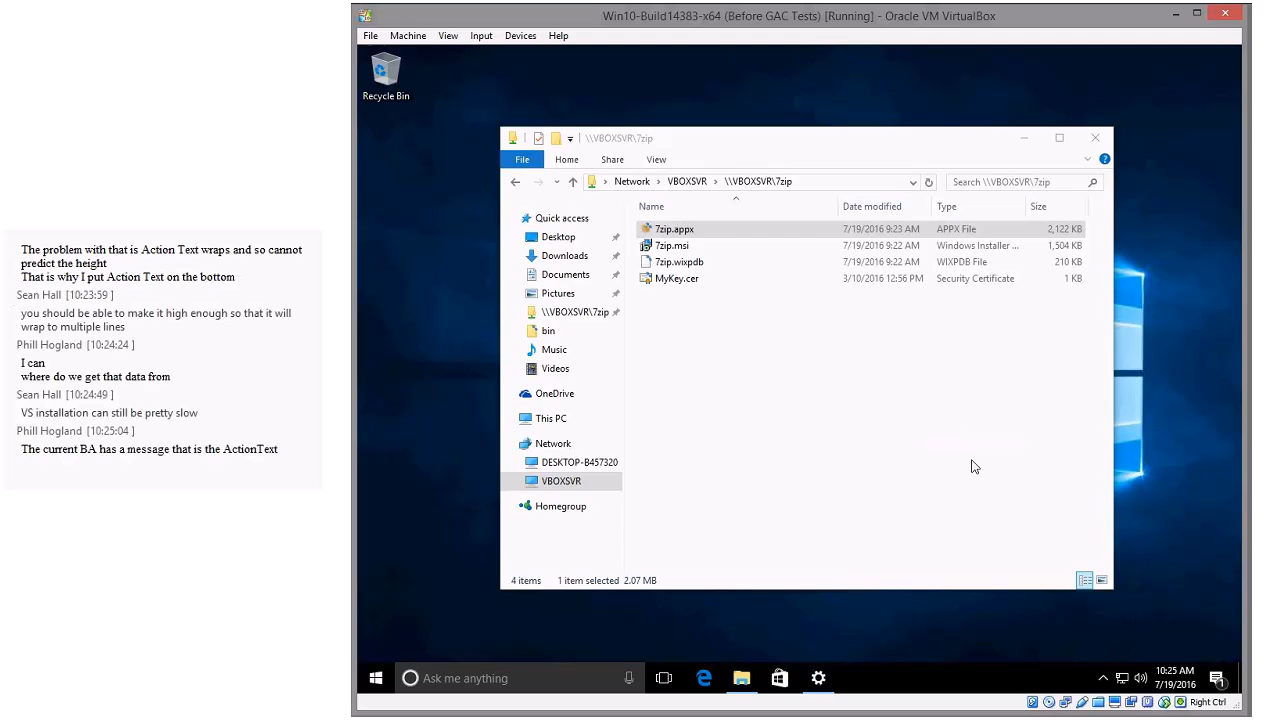 The problem with that is Action Text wraps and so cannot
predict the height
That is why I put Action Text on the bottom
Sean Hall [10:23:59 ]
you should be able to make it high enough so that it will
wrap to multiple lines
Phill Hogland [10:24:24 ]
I can
where do we get that data from
Sean Hall [10:24:49 ]
VS installation can still be pretty slow
Phill Hogland [10:25:04 ]
The current BA has a message that is the ActionText
Win10-Build14383-x64 (Before GAC Tests) [Running] - Oracle VM VirtualBox
File Machine View Input Devices Help
Recycle Bin
\\VBOXSVR\7zip
File Home Share View
Network VBOXSVR \\VBOXSVR\7zip Search \\VBOXSVR\7zip
Name Date modified Type Size
7zip.appx 7/19/2016 9:23 AM APPX File 2,122 KB
7zip.msi 7/19/2016 9:22 AM Windows Installer ... 1,504 KB
7zip.wixpdb 7/19/2016 9:22 AM WIXPDB File 210 KB
MyKey.cer 3/10/2016 12:56 PM Security Certificate 1 KB
Quick access
Desktop
Downloads
Documents
Pictures
\\VBOXSVR\7zip
bin
Music
Videos
OneDrive
This PC
Network
DESKTOP-B457320
VBOXSVR
Homegroup
4 items 1 item selected 2.07 MB
Ask me anything
10:25 AM
7/19/2016
1
Right Ctrl